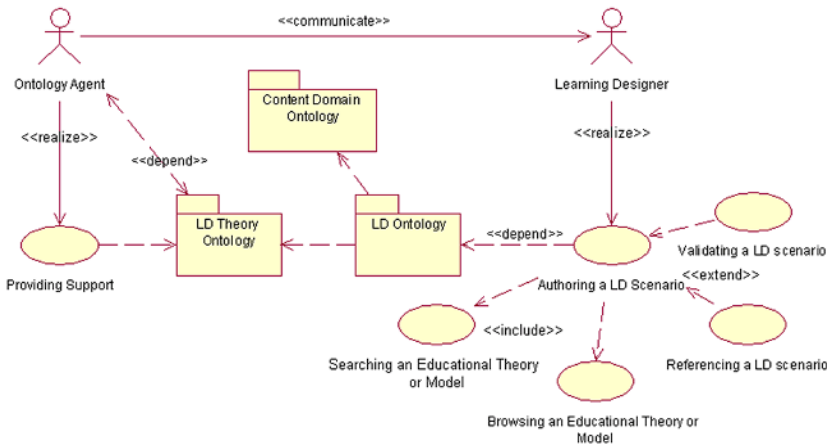 <<communicate>>
Ontology Agent
Learning Designer
Content Domain
Ontology
<<realize>>
<<realize>>
<<depend>>
LD Theory
Ontology
LD Ontology
<<depend>>
Validating a LD scenario
Providing Support
Authoring a LD Scenario
<<extend>>
<<include>>
Searching an Educational Theory
or Model
Referencing a LD scenario
Browsing an Educational Theory or
Model